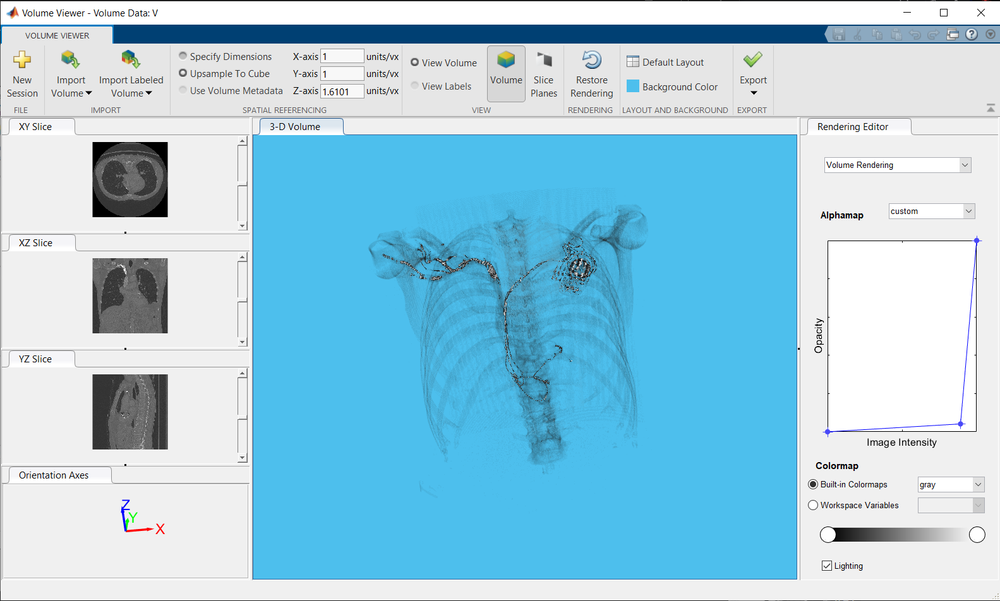 Volume Viewer - Volume Data: V
VOLUME VIEWER
New
Session
FILE
Import
Volume
Import Labeled
Volume
IMPORT
Specify Dimensions
Upsample To Cube
Use Volume Metadata
X-axis 1 units/vx
Y-axis 1 units/vx
Z-axis 1.6101 units/vx
SPATIAL REFERENCING
View Volume
View Labels
Volume
Slice
Planes
VIEW
Restore
Rendering
RENDERING
Default Layout
Background Color
LAYOUT AND BACKGROUND
Export
EXPORT
XY Slice
XZ Slice
YZ Slice
Orientation Axes
Z
Y
X
3-D Volume
Rendering Editor
Volume Rendering
Alphamap custom
Opacity
Image Intensity
Colormap
Built-in Colormaps gray
Workspace Variables
Lighting